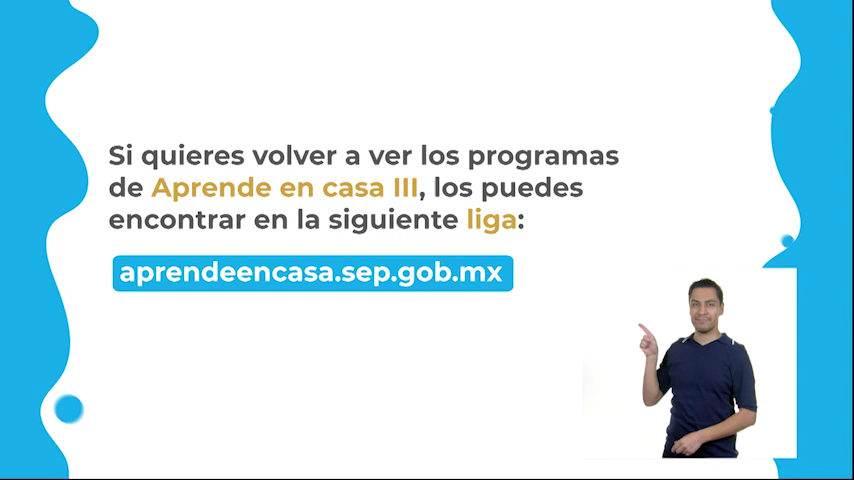 Si quieres volver a ver los programas
de Aprende en casa III, los puedes
encontrar en la siguiente liga:
aprendeencasa.sep.gob.mx